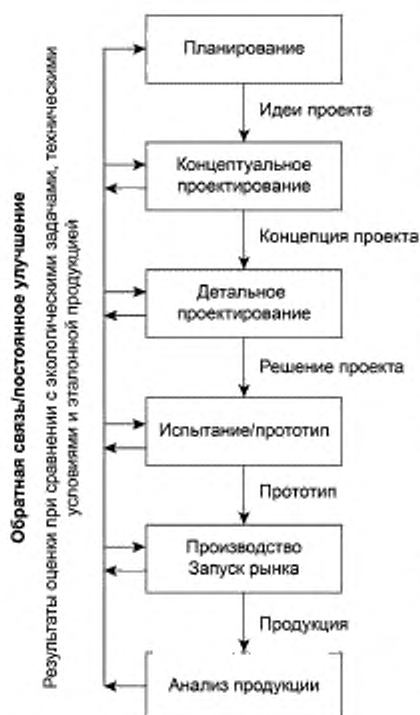 Обратная связь/постоянное улучшение
Результаты оценки при сравнении с экологическими задачами, техническими
условиями и эталонной продукцией
Планирование
Идеи проекта
Концептуальное
проектирование
Концепция проекта
Детальное
проектирование
Решение проекта
Испытание/прототип
Прототип
Производство
Запуск рынка
Продукция
Анализ продукции